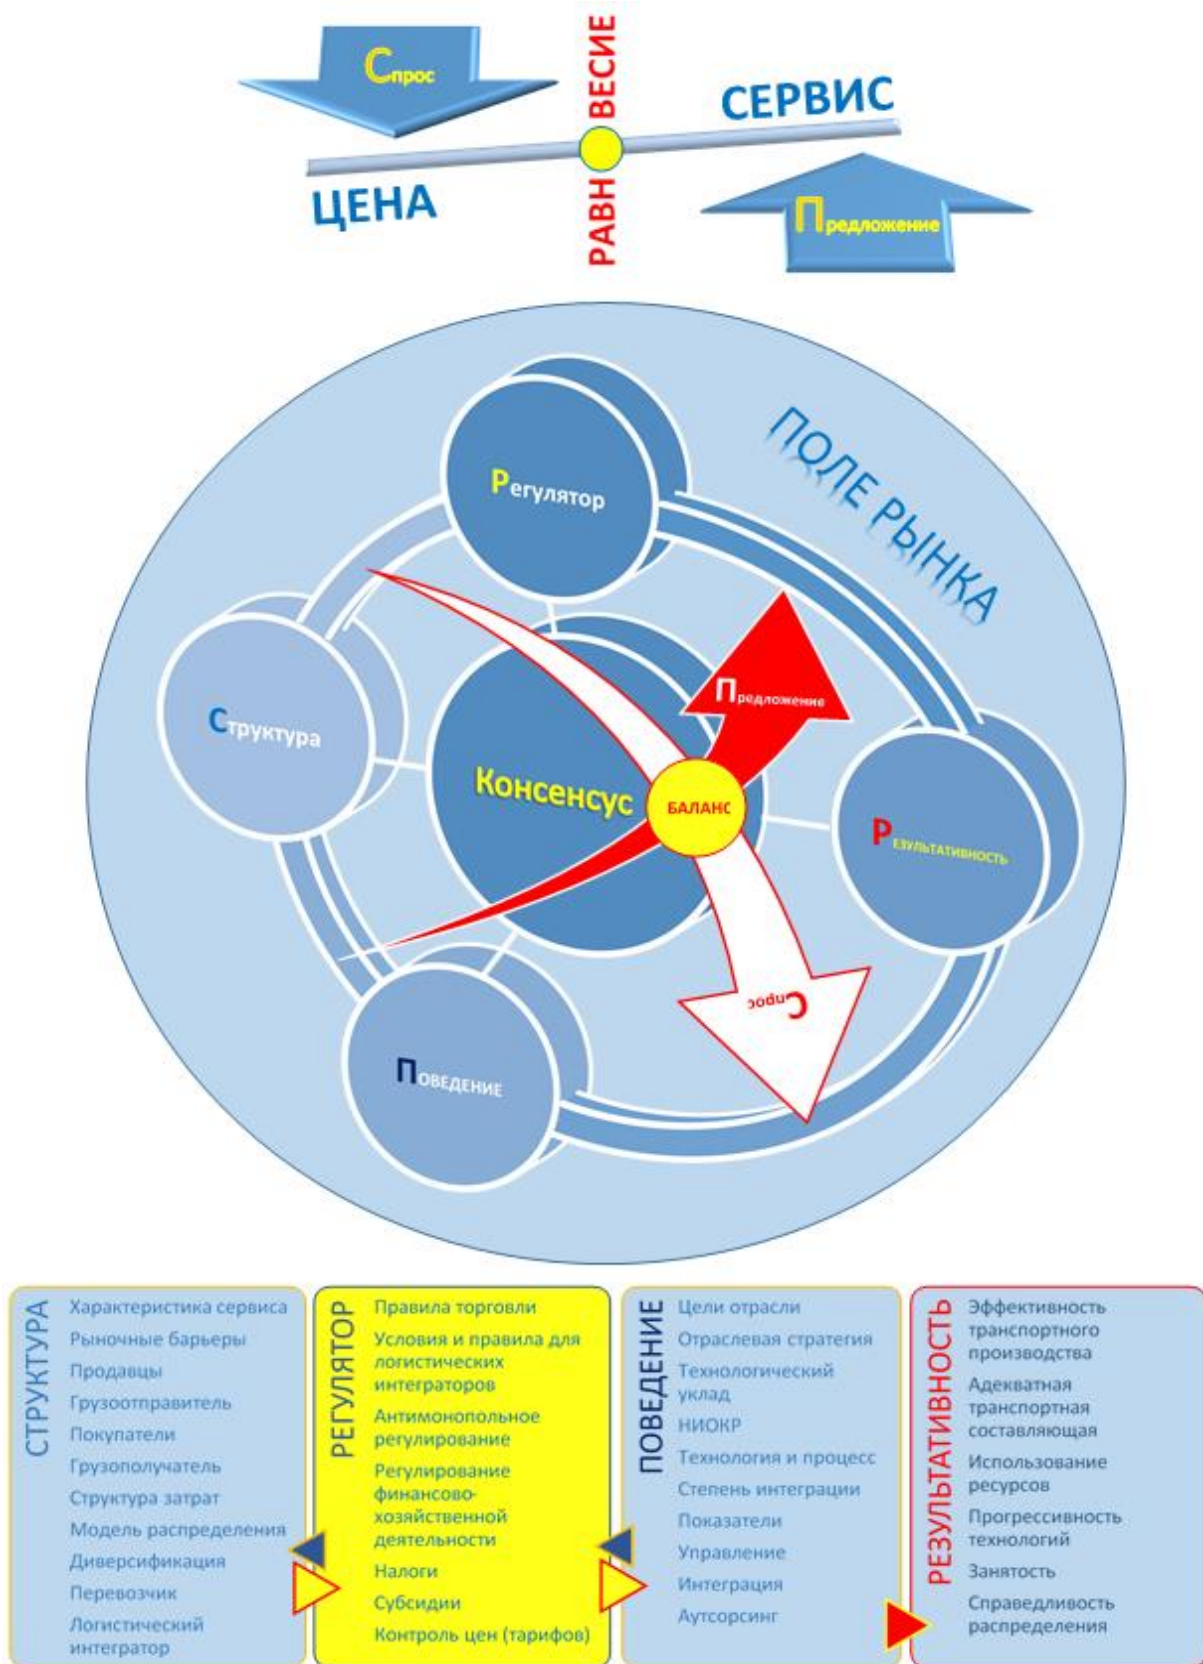 Спрос
РАВН ВЕСИЕ
СЕРВИС
ЦЕНА
Предложение
ПОЛЕ РЫНКА
Регулятор
Структура
Предложение
Консенсус
БАЛАНС
РЕЗУЛЬТАТИВНОСТЬ
Спрос
ПОВЕДЕНИЕ
СТРУКТУРА
Характеристика сервиса
Рыночные барьеры
Продавцы
Грузоотправитель
Покупатели
Грузополучатель
Структура затрат
Модель распределения
Диверсификация
Перевозчик
Логистический
интегратор
РЕГУЛЯТОР
Правила торговли
Условия и правила для
логистических
интеграторов
Антимонопольное
регулирование
Регулирование
финансово-
хозяйственной
деятельности
Налоги
Субсидии
Контроль цен (тарифов)
ПОВЕДЕНИЕ
Цели отрасли
Отраслевая стратегия
Технологический
уклад
НИОКР
Технология и процесс
Степень интеграции
Показатели
Управление
Интеграция
Аутсорсинг
РЕЗУЛЬТАТИВНОСТЬ
Эффективность
транспортного
производства
Адекватная
транспортная
составляющая
Использование
ресурсов
Прогрессивность
технологий
Занятость
Справедливость
распределения